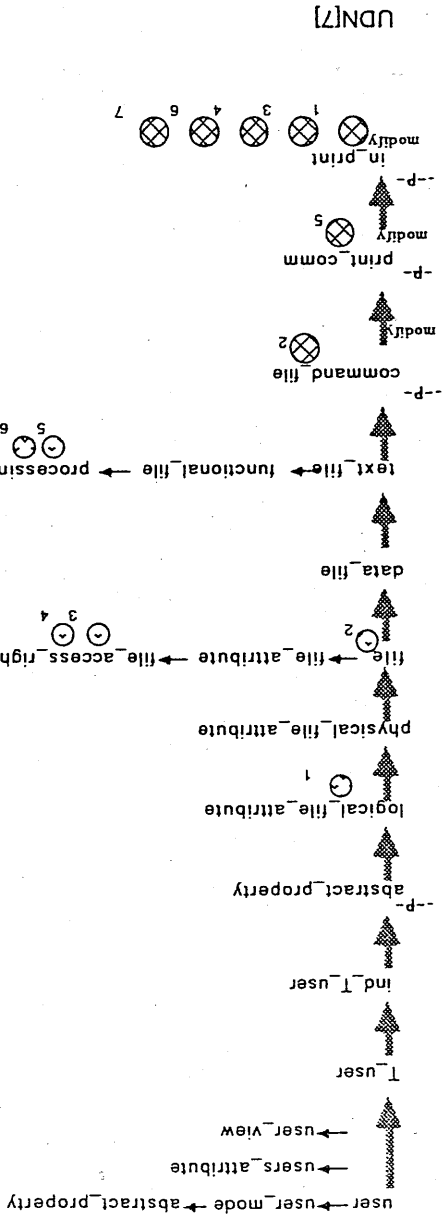 user user_mode abstract_property
users_attribute
user_view
T_user
ind_T_user
--P-
abstract_property
logical_file_attribute
1
physical_file_attribute
file file_attribute file_access_righ
2 3 4
data_file
text_file functional_file processin
5 6
--P-
command_file
2
modify
-P-
print_comm
5
modify
--P-
in_print
modify
1 3 4 6 7
UDN[7]